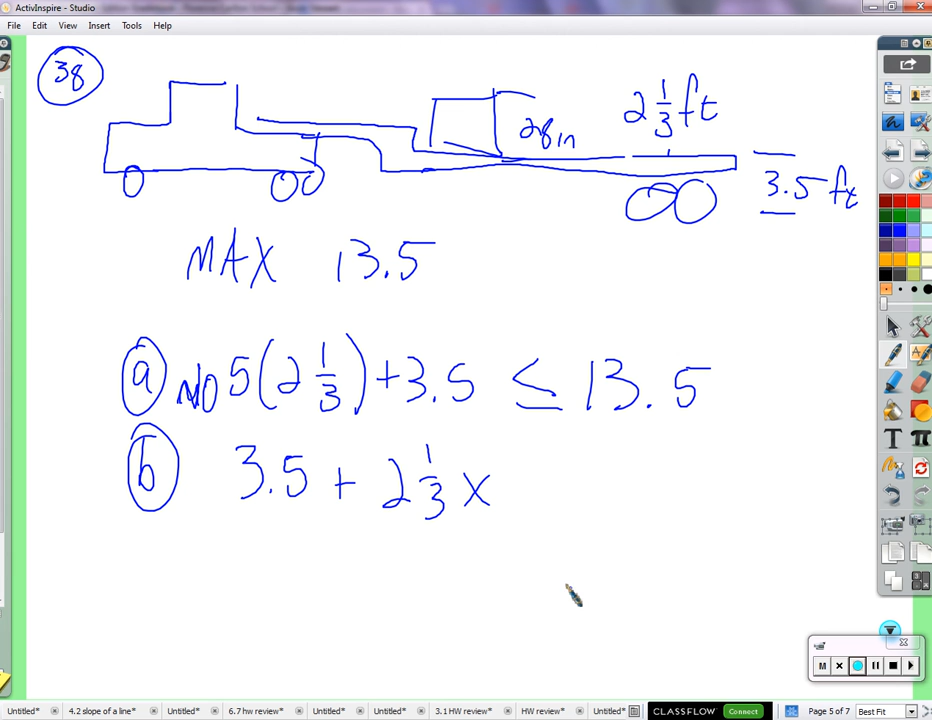 ActivInspire - Studio
File Edit View Insert Tools Help
38
28in
2 1/3 ft
3.5 ft
MAX 13.5
a NO 5(2 1/3) + 3.5 ≤ 13.5
b 3.5 + 2 1/3 x
M
Page 5 of 7 Best Fit
Untitled* 4.2 slope of a line* Untitled* 6.7 hw review* Untitled* Untitled* 3.1 HW review* HW review* Untitled* CLASSFLOW Connect